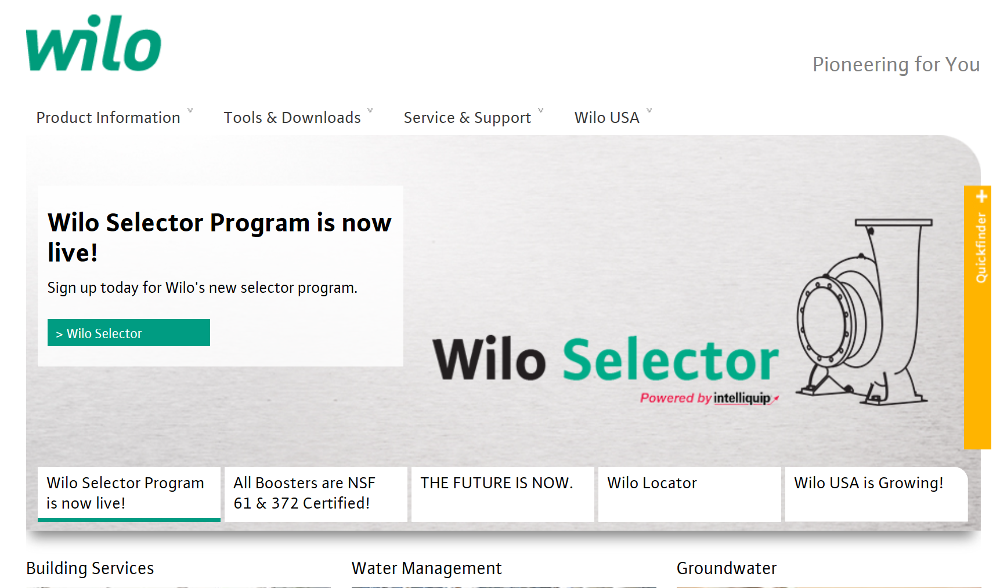 wilo
Pioneering for You
Product Information
Tools & Downloads
Service & Support
Wilo USA
Wilo Selector Program is now
live!
Sign up today for Wilo's new selector program.
> Wilo Selector
Quickfinder
Wilo Selector
Powered by intelliquip
Wilo Selector Program
is now live!
All Boosters are NSF
61 & 372 Certified!
THE FUTURE IS NOW.
Wilo Locator
Wilo USA is Growing!
Building Services
Water Management
Groundwater